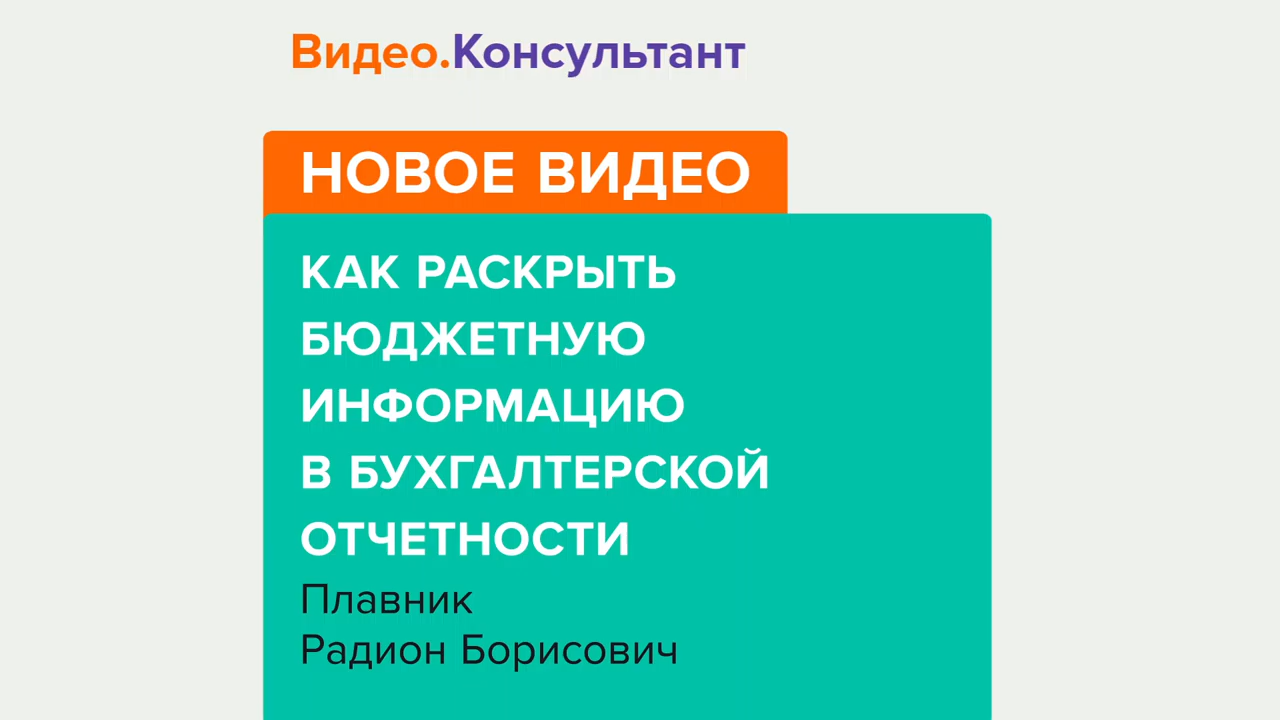 Видео.Консультант
НОВОЕ ВИДЕО
КАК РАСКРЫТЬ
БЮДЖЕТНУЮ
ИНФОРМАЦИЮ
В БУХГАЛТЕРСКОЙ
ОТЧЕТНОСТИ
Плавник
Радион Борисович